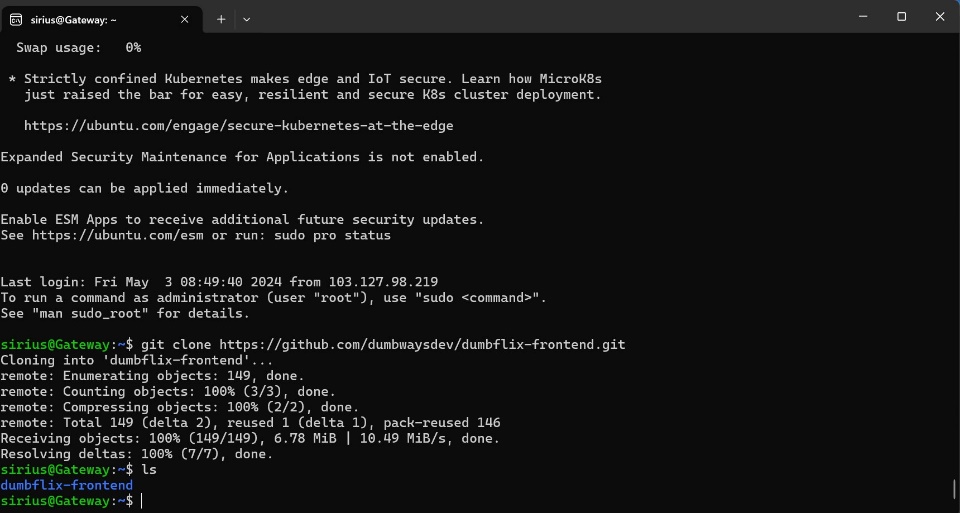 sirius@Gateway: ~
Swap usage:   0%
* Strictly confined Kubernetes makes edge and IoT secure. Learn how MicroK8s
just raised the bar for easy, resilient and secure K8s cluster deployment.
https://ubuntu.com/engage/secure-kubernetes-at-the-edge
Expanded Security Maintenance for Applications is not enabled.
0 updates can be applied immediately.
Enable ESM Apps to receive additional future security updates.
See https://ubuntu.com/esm or run: sudo pro status
Last login: Fri May  3 08:49:40 2024 from 103.127.98.219
To run a command as administrator (user "root"), use "sudo <command>".
See "man sudo_root" for details.
sirius@Gateway:~$ git clone https://github.com/dumbwaysdev/dumbflix-frontend.git
Cloning into 'dumbflix-frontend'...
remote: Enumerating objects: 149, done.
remote: Counting objects: 100% (3/3), done.
remote: Compressing objects: 100% (2/2), done.
remote: Total 149 (delta 2), reused 1 (delta 1), pack-reused 146
Receiving objects: 100% (149/149), 6.78 MiB | 10.49 MiB/s, done.
Resolving deltas: 100% (7/7), done.
sirius@Gateway:~$ ls
dumbflix-frontend
sirius@Gateway:~$